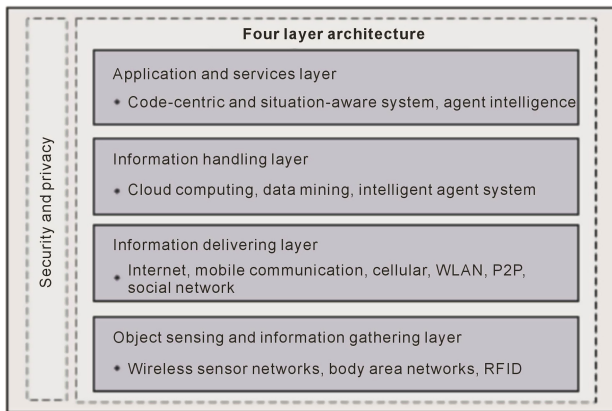 Four layer architecture
Security and privacy
Application and services layer
• Code-centric and situation-aware system, agent intelligence
Information handling layer
• Cloud computing, data mining, intelligent agent system
Information delivering layer
• Internet, mobile communication, cellular, WLAN, P2P,
social network
Object sensing and information gathering layer
• Wireless sensor networks, body area networks, RFID